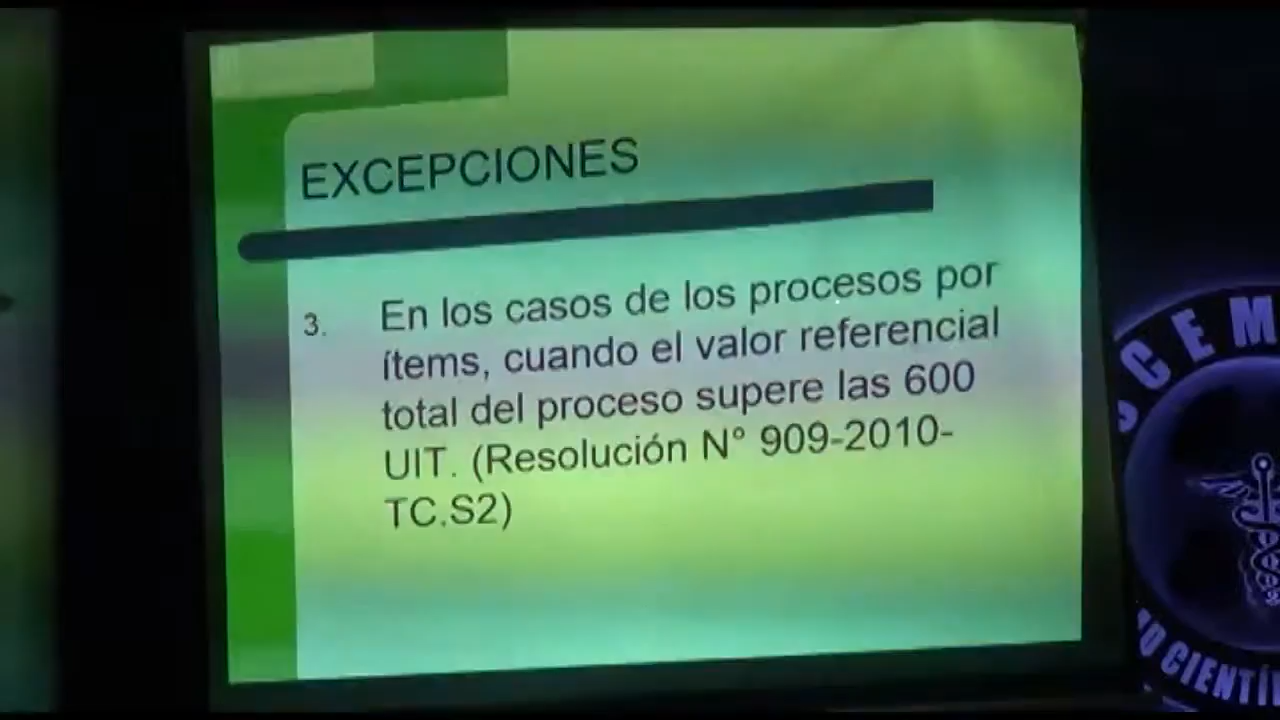 EXCEPCIONES
3. En los casos de los procesos por
ítems, cuando el valor referencial
total del proceso supere las 600
UIT. (Resolución N° 909-2010-
TC.S2)
CEM
CIENTÍ